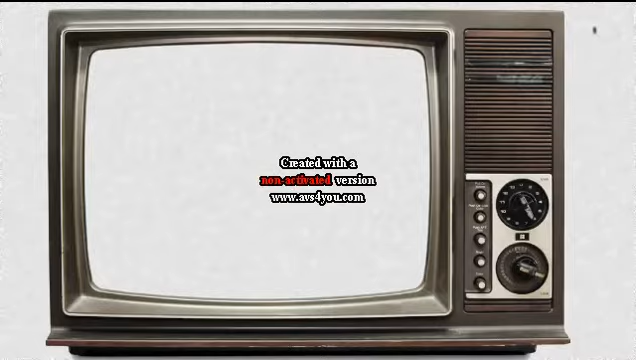 Created with a
non-activated version
www.avs4you.com